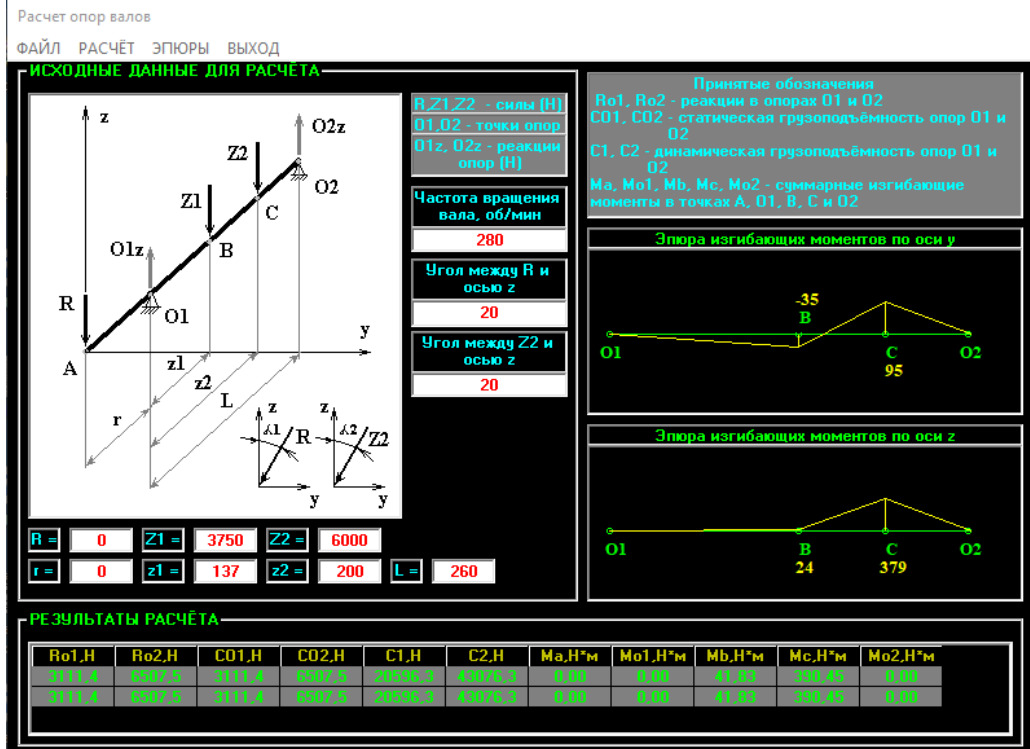 Расчет опор валов
ФАЙЛ РАСЧЁТ ЭПЮРЫ ВЫХОД
ИСХОДНЫЕ ДАННЫЕ ДЛЯ РАСЧЁТА
z
O2z
Z2
O2
Z1
C
B
O1z
R
O1
y
A
z1
z2
L
r
z
λ1
R
y
z
λ2
Z2
y
R,Z1,Z2 - силы (Н)
O1,O2 - точки опор
O1z, O2z - реакции
опор (Н)
Частота вращения
вала, об/мин
280
Угол между R и
осью z
20
Угол между Z2 и
осью z
20
R = 0 Z1 = 3750 Z2 = 6000
r = 0 z1 = 137 z2 = 200 L = 260
Принятые обозначения
Ro1, Ro2 - реакции в опорах O1 и O2
CO1, CO2 - статическая грузоподъёмность опор O1 и
O2
C1, C2 - динамическая грузоподъёмность опор O1 и
O2
Ma, Mo1, Mb, Mc, Mo2 - суммарные изгибающие
моменты в точках A, O1, B, C и O2
Эпюра изгибающих моментов по оси y
-35
B
O1
C
O2
95
Эпюра изгибающих моментов по оси z
O1 B C O2
24 379
РЕЗУЛЬТАТЫ РАСЧЁТА
Ro1,Н Ro2,Н CO1,Н CO2,Н C1,Н C2,Н Ma,Н*м Mo1,Н*м Mb,Н*м Mc,Н*м Mo2,Н*м
3111,4 6507,5 3111,4 6507,5 20596,3 43076,3 0,00 0,00 41,83 390,45 0,00
3111,4 6507,5 3111,4 6507,5 20596,3 43076,3 0,00 0,00 41,83 390,45 0,00